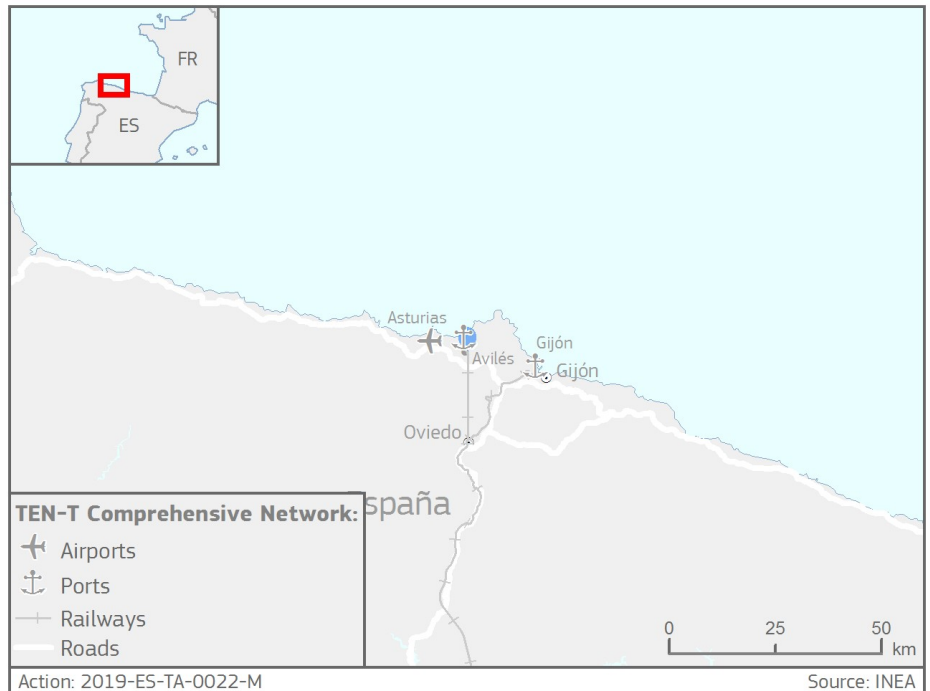 FR
ES
Asturias
Avilés
Gijón
Gijón
Oviedo
España
TEN-T Comprehensive Network:
Airports
Ports
Railways
Roads
0 25 50
km
Action: 2019-ES-TA-0022-M
Source: INEA